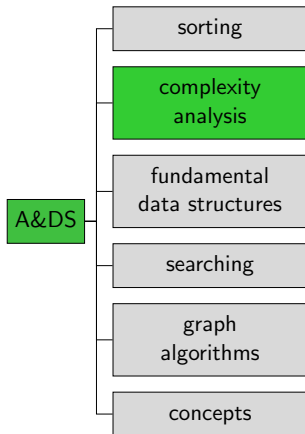 sorting
complexity
analysis
fundamental
data structures
A&DS
searching
graph
algorithms
concepts